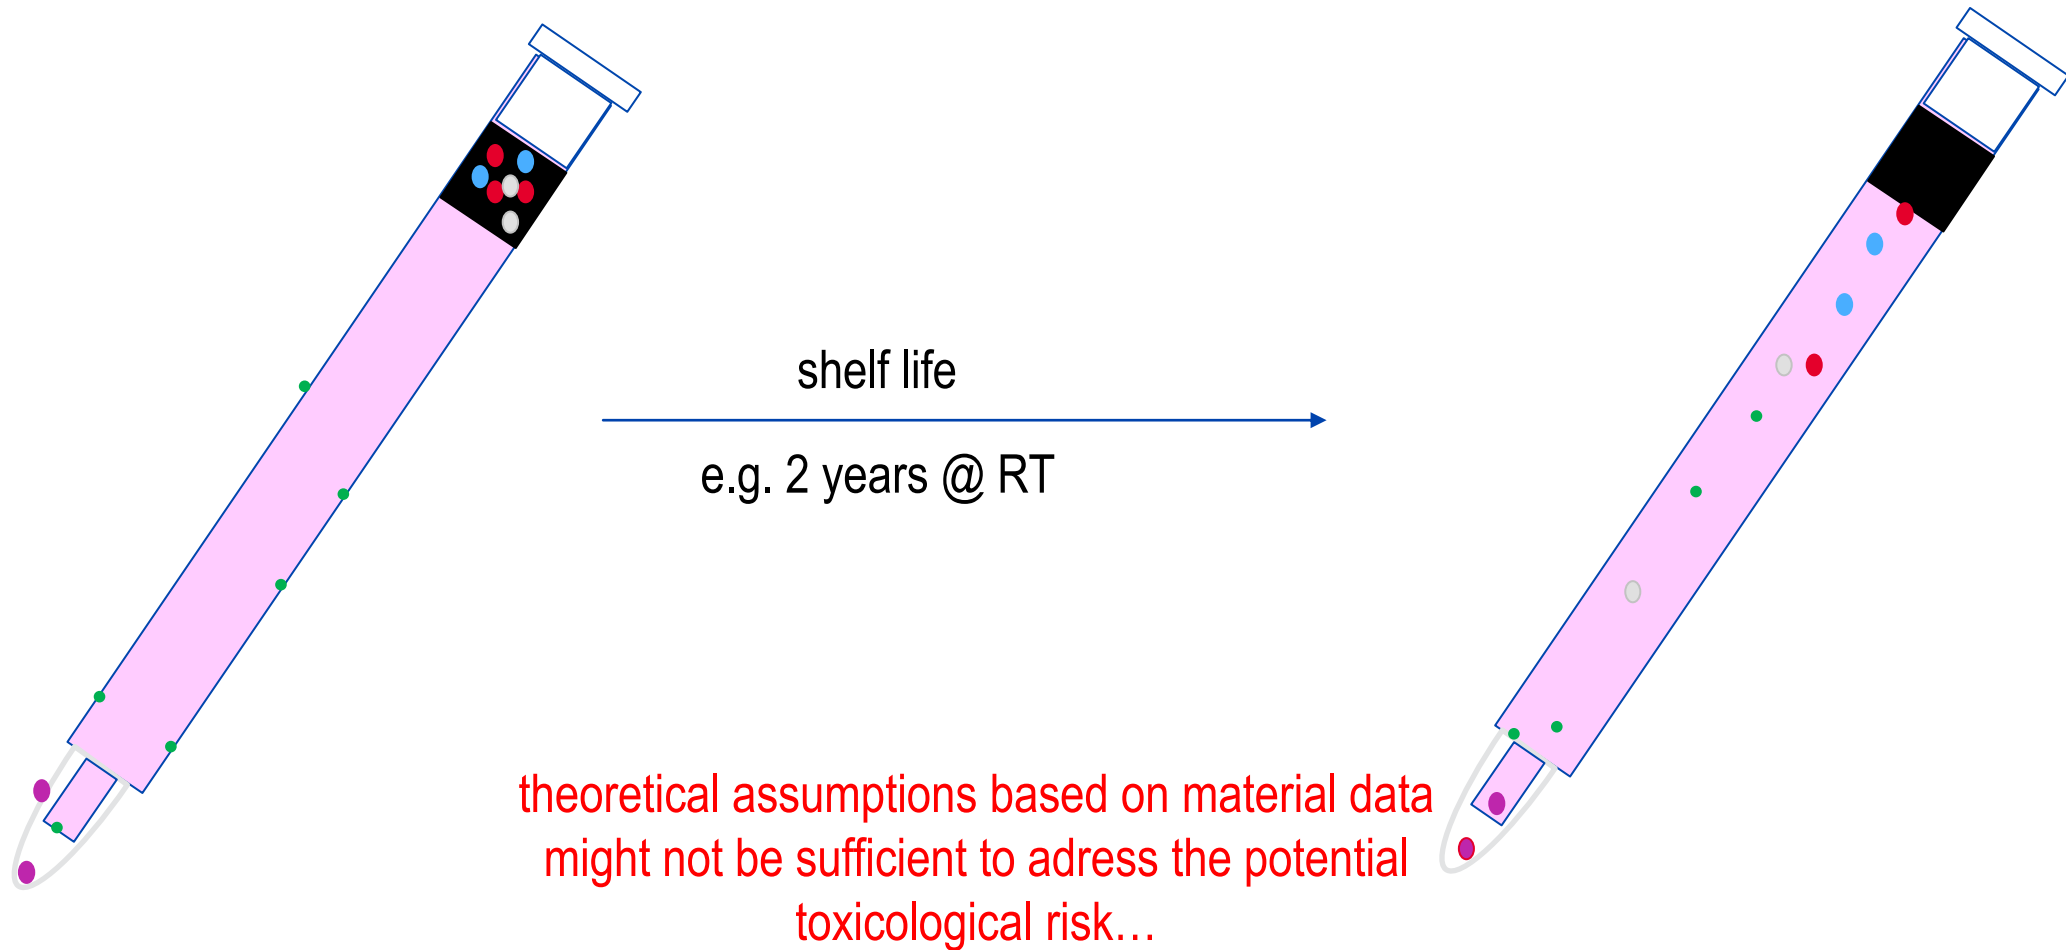 shelf life
e.g. 2 years @ RT
theoretical assumptions based on material data
might not be sufficient to adress the potential
toxicological risk…